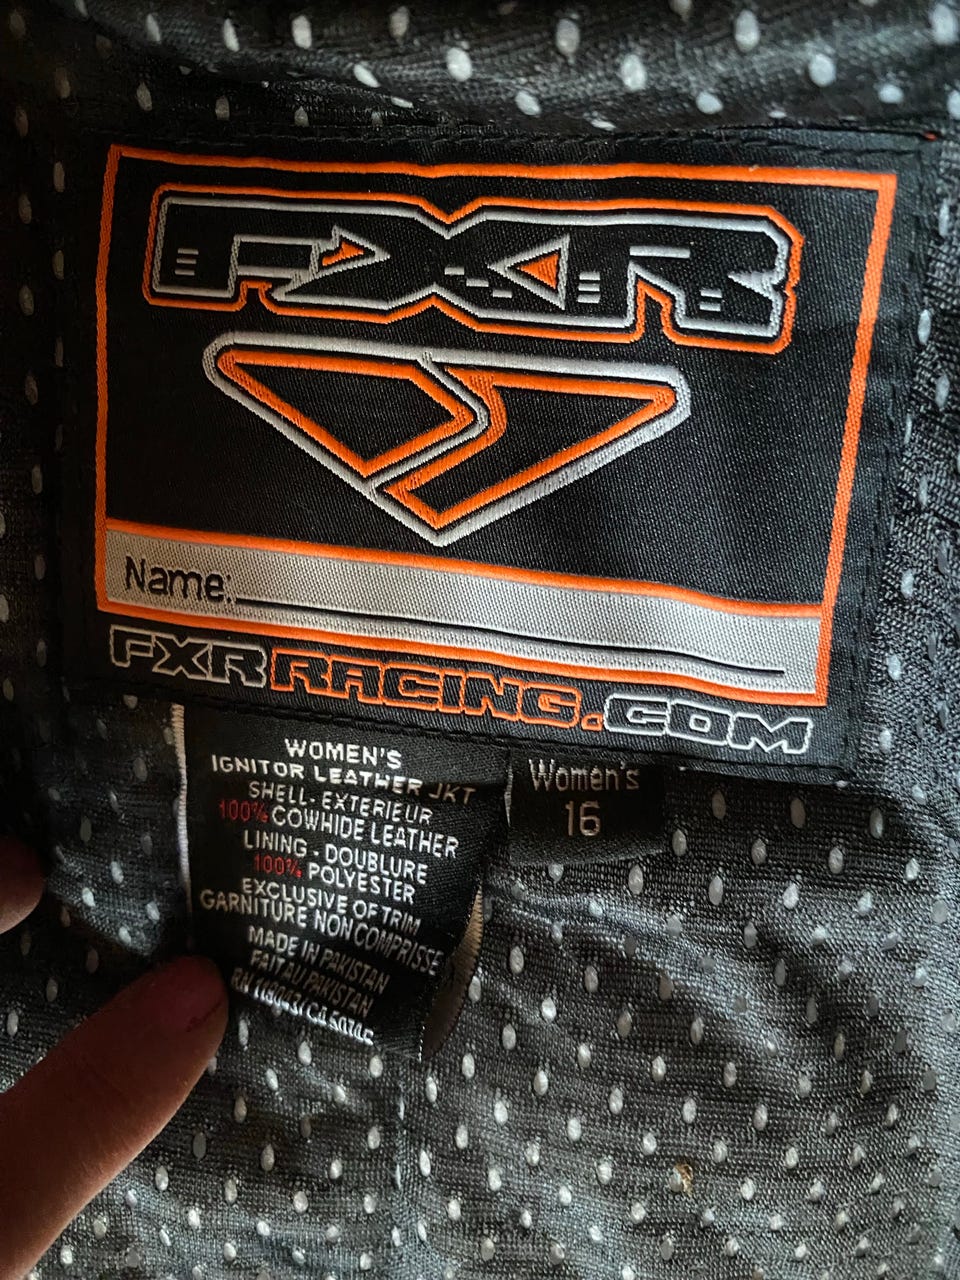 FXR
Name:
FXRRACING.COM
WOMEN'S
IGNITOR LEATHER JKT
SHELL. EXTERIEUR
100% COWHIDE LEATHER
LINING . DOUBLURE
100% POLYESTER
EXCLUSIVE OF TRIM
GARNITURE NON COMPRISSE
MADE IN PAKISTAN
FAIT AU PAKISTAN
RN
Women's
16